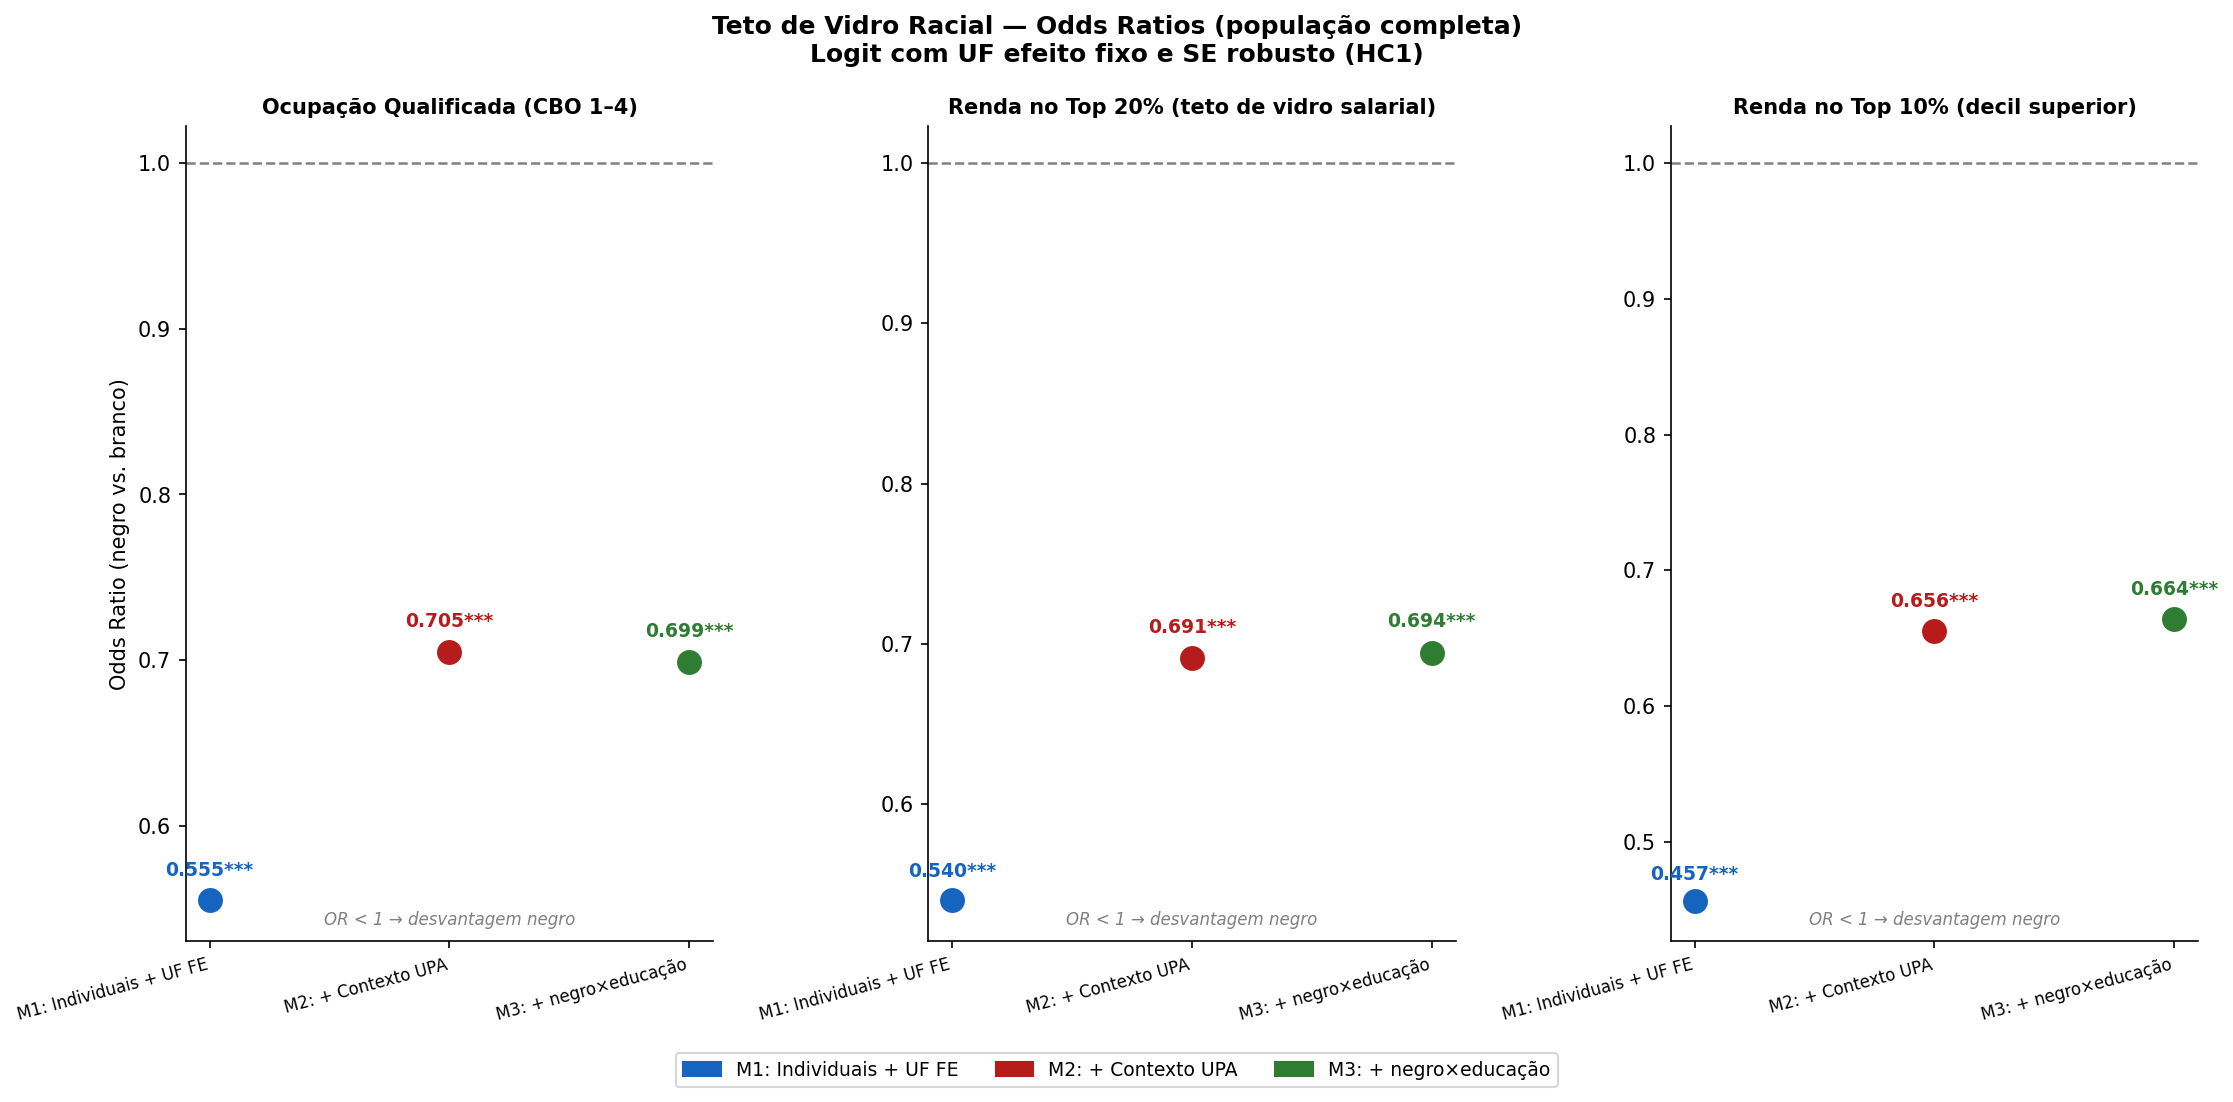 Teto de Vidro Racial — Odds Ratios (população completa)
Logit com UF efeito fixo e SE robusto (HC1)
Ocupação Qualificada (CBO 1–4)
Odds Ratio (negro vs. branco)
1.0
0.9
0.8
0.7
0.6
0.705***
0.699***
0.555***
OR < 1 → desvantagem negro
M1: Individuais + UF FE
M2: + Contexto UPA
M3: + negro×educação
Renda no Top 20% (teto de vidro salarial)
1.0
0.9
0.8
0.7
0.6
0.691***
0.694***
0.540***
OR < 1 → desvantagem negro
M1: Individuais + UF FE
M2: + Contexto UPA
M3: + negro×educação
Renda no Top 10% (decil superior)
1.0
0.9
0.8
0.7
0.6
0.5
0.656***
0.664***
0.457***
OR < 1 → desvantagem negro
M1: Individuais + UF FE
M2: + Contexto UPA
M3: + negro×educação
M1: Individuais + UF FE
M2: + Contexto UPA
M3: + negro×educação